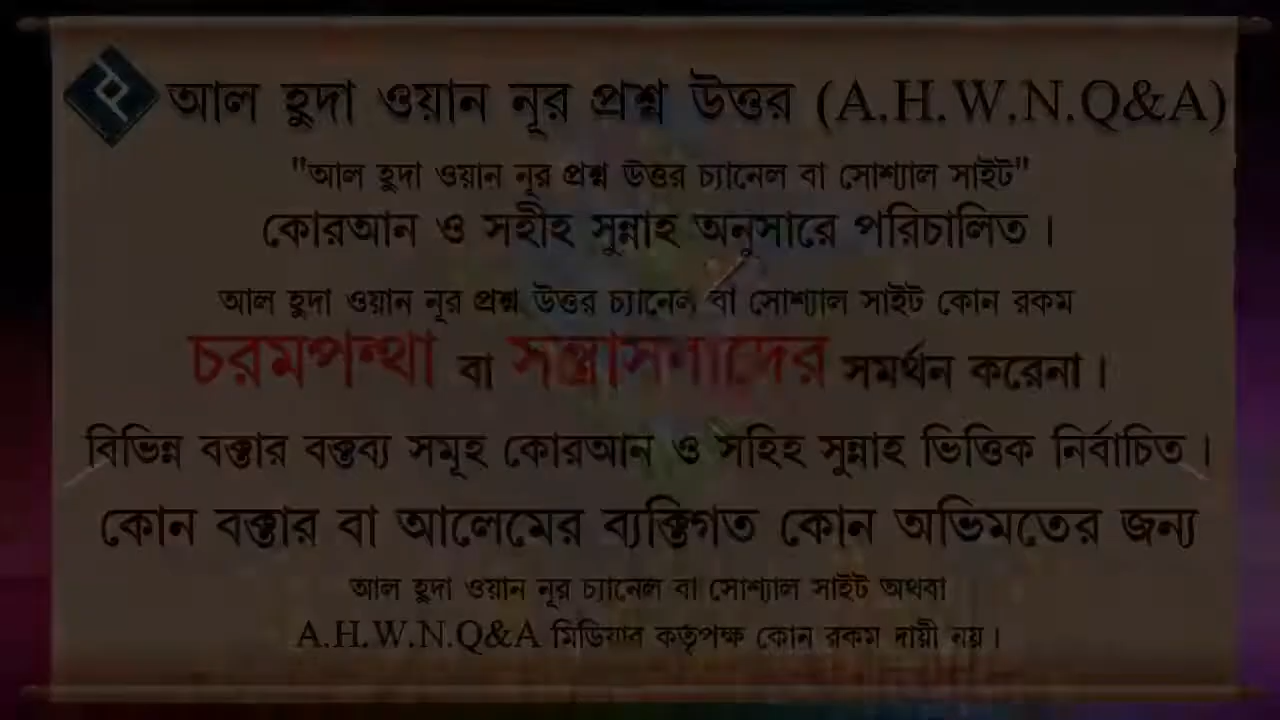 আল হুদা ওয়ান নূর প্রশ্ন উত্তর (A.H.W.N.Q&A)
"আল হুদা ওয়ান নূর প্রশ্ন উত্তর চ্যানেল বা সোশ্যাল সাইট"
কোরআন ও সহীহ সুন্নাহ অনুসারে পরিচালিত।
আল হুদা ওয়ান নূর প্রশ্ন উত্তর চ্যানেল বা সোশ্যাল সাইট কোন রকম
চরমপন্থা বা সন্ত্রাসবাদের সমর্থন করেনা।
বিভিন্ন বক্তার বক্তব্য সমূহ কোরআন ও সহিহ সুন্নাহ ভিত্তিক নির্বাচিত।
কোন বক্তার বা আলেমের ব্যক্তিগত কোন অভিমতের জন্য
আল হুদা ওয়ান নূর চ্যানেল বা সোশ্যাল সাইট অথবা
A.H.W.N.Q&A মিডিয়ার কর্তৃপক্ষ কোন রকম দায়ী নয়।